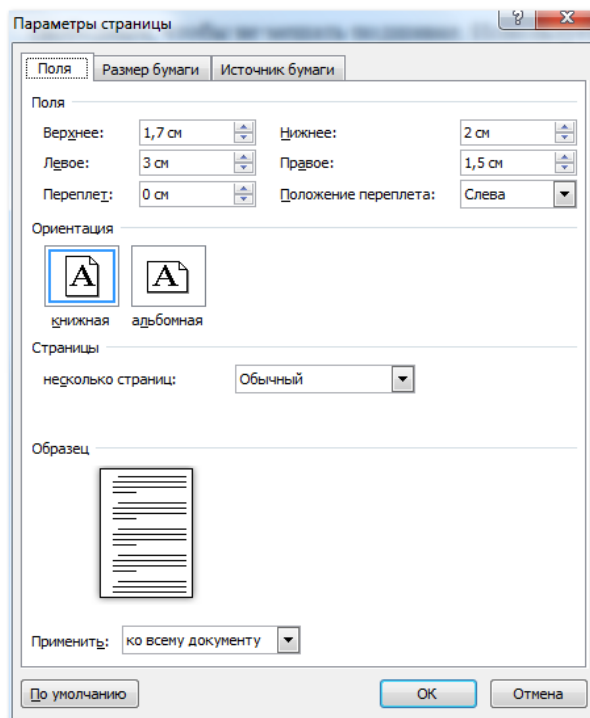 Параметры страницы
Поля Размер бумаги Источник бумаги
Поля
Верхнее: 1,7 см Нижнее: 2 см
Левое: 3 см Правое: 1,5 см
Переплет: 0 см Положение переплета: Слева
Ориентация
A A
книжная альбомная
Страницы
несколько страниц: Обычный
Образец
Применить: ко всему документу
По умолчанию ОК Отмена